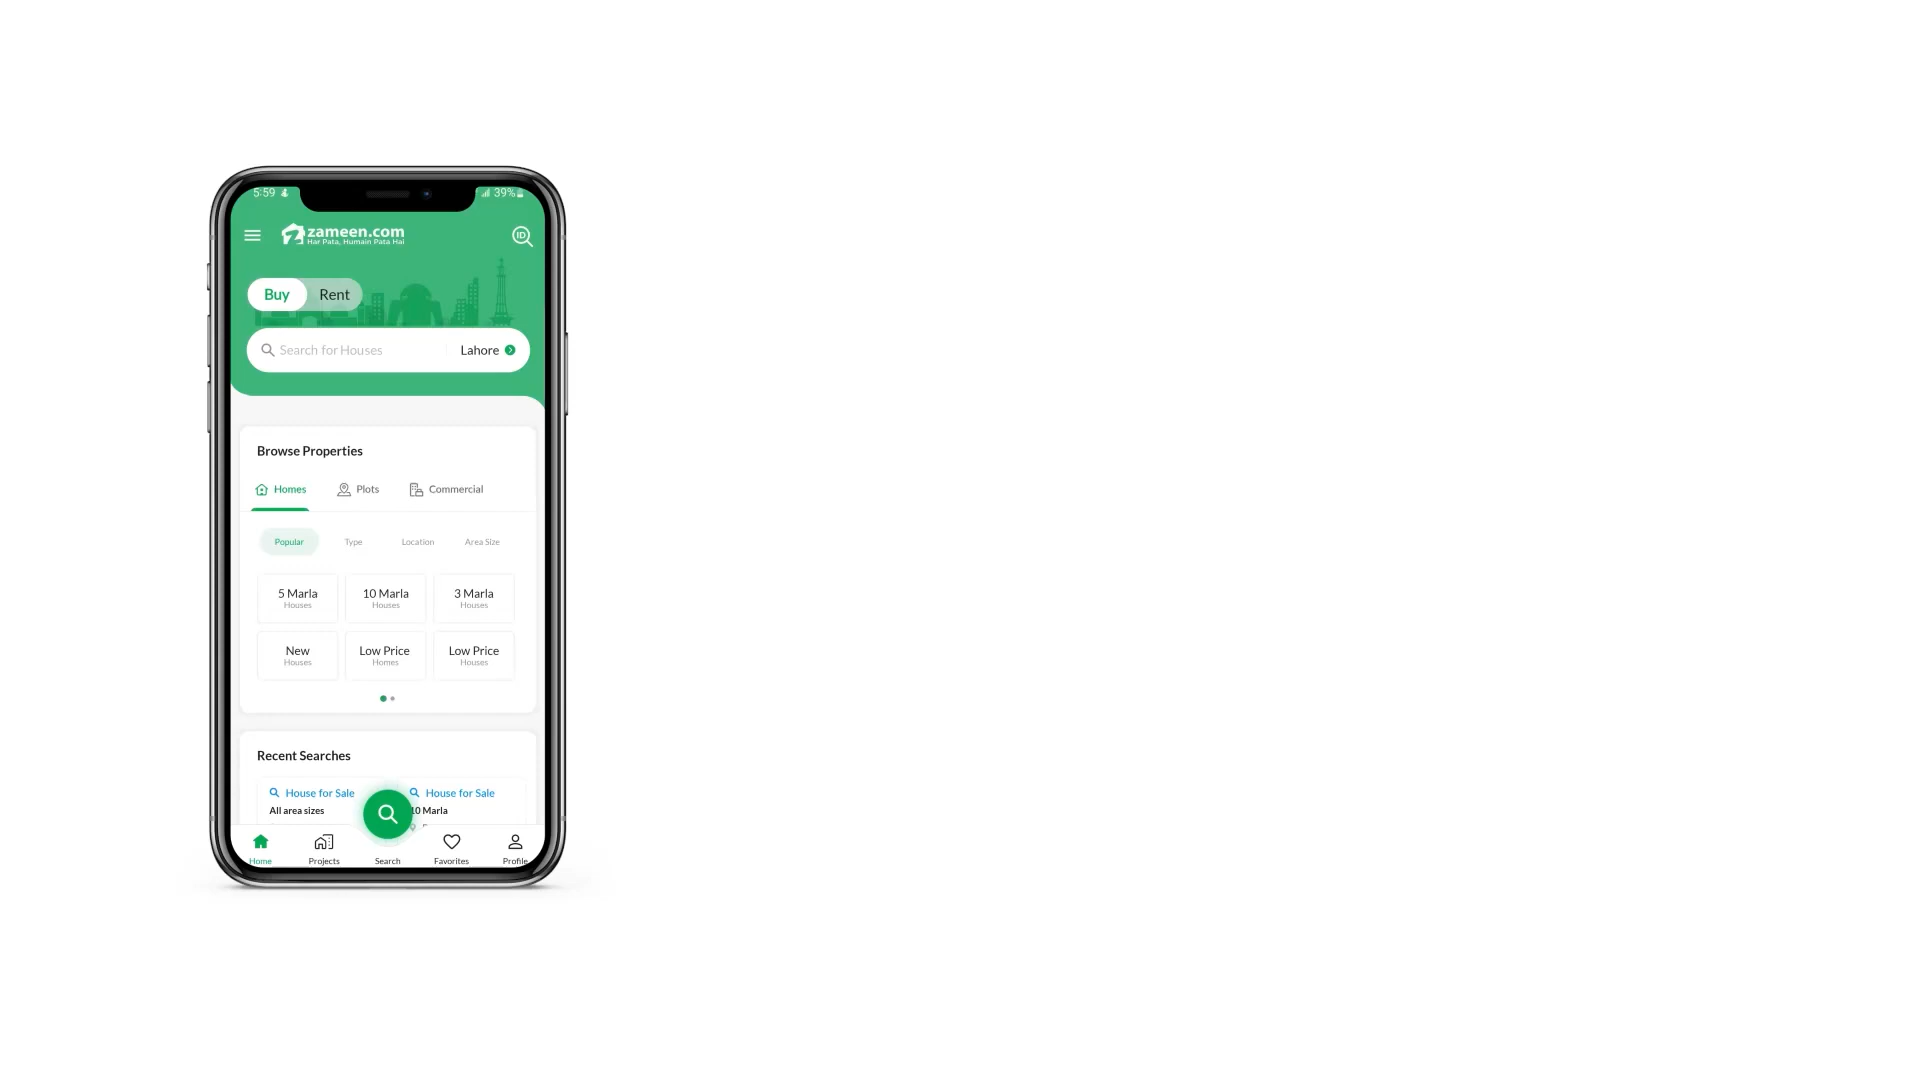 5:59 39%
zameen.com
Har Pata, Humain Pata Hai
ID
Buy Rent
Search for Houses Lahore
Browse Properties
Homes Plots Commercial
Popular Type Location Area Size
5 Marla 10 Marla 3 Marla
Houses Houses Houses
New Low Price Low Price
Houses Homes Houses
Recent Searches
House for Sale House for Sale
All area sizes 10 Marla
Home Projects Search Favorites Profile